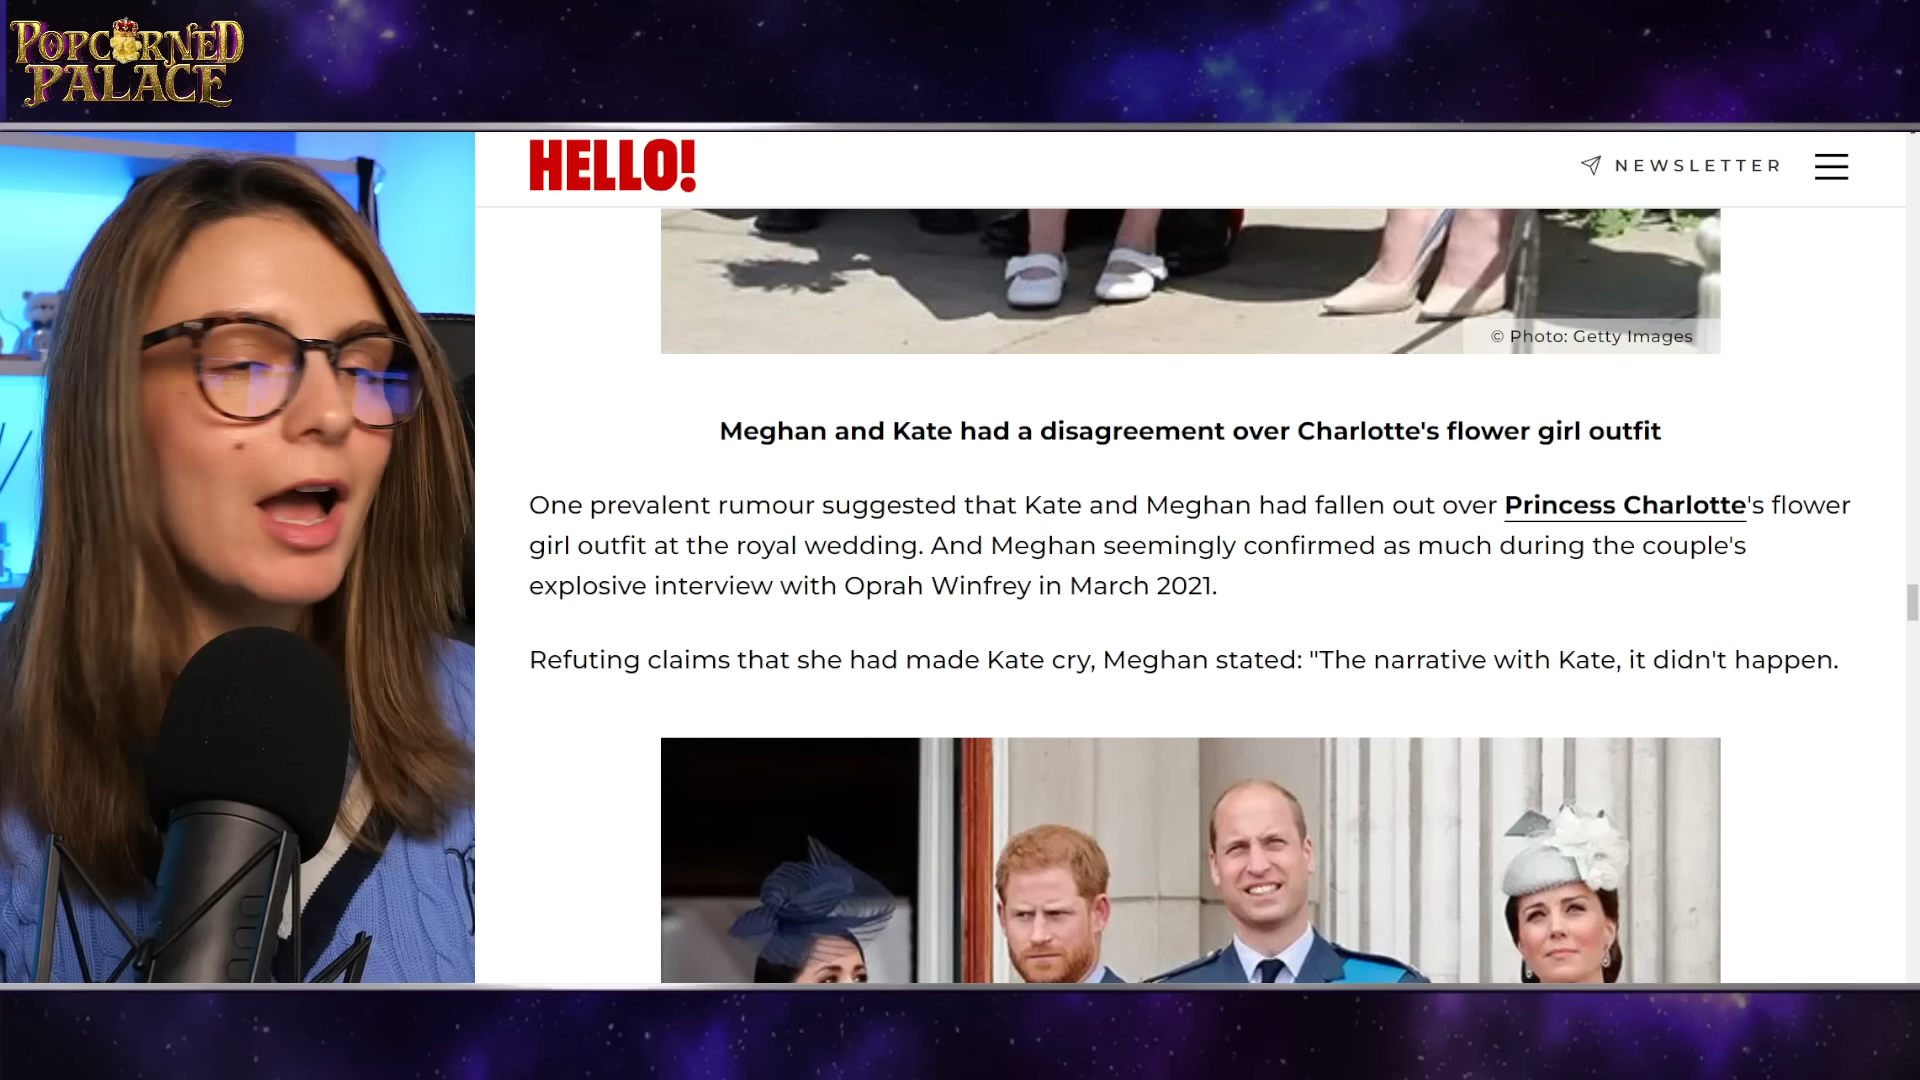 POPCORNED
PALACE
HELLO!
NEWSLETTER
© Photo: Getty Images
Meghan and Kate had a disagreement over Charlotte's flower girl outfit
One prevalent rumour suggested that Kate and Meghan had fallen out over Princess Charlotte's flower
girl outfit at the royal wedding. And Meghan seemingly confirmed as much during the couple's
explosive interview with Oprah Winfrey in March 2021.
Refuting claims that she had made Kate cry, Meghan stated: "The narrative with Kate, it didn't happen.